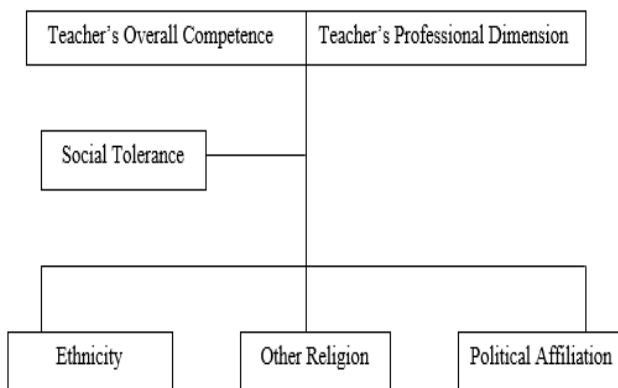 Teacher’s Overall Competence
Teacher’s Professional Dimension
Social Tolerance
Ethnicity
Other Religion
Political Affiliation